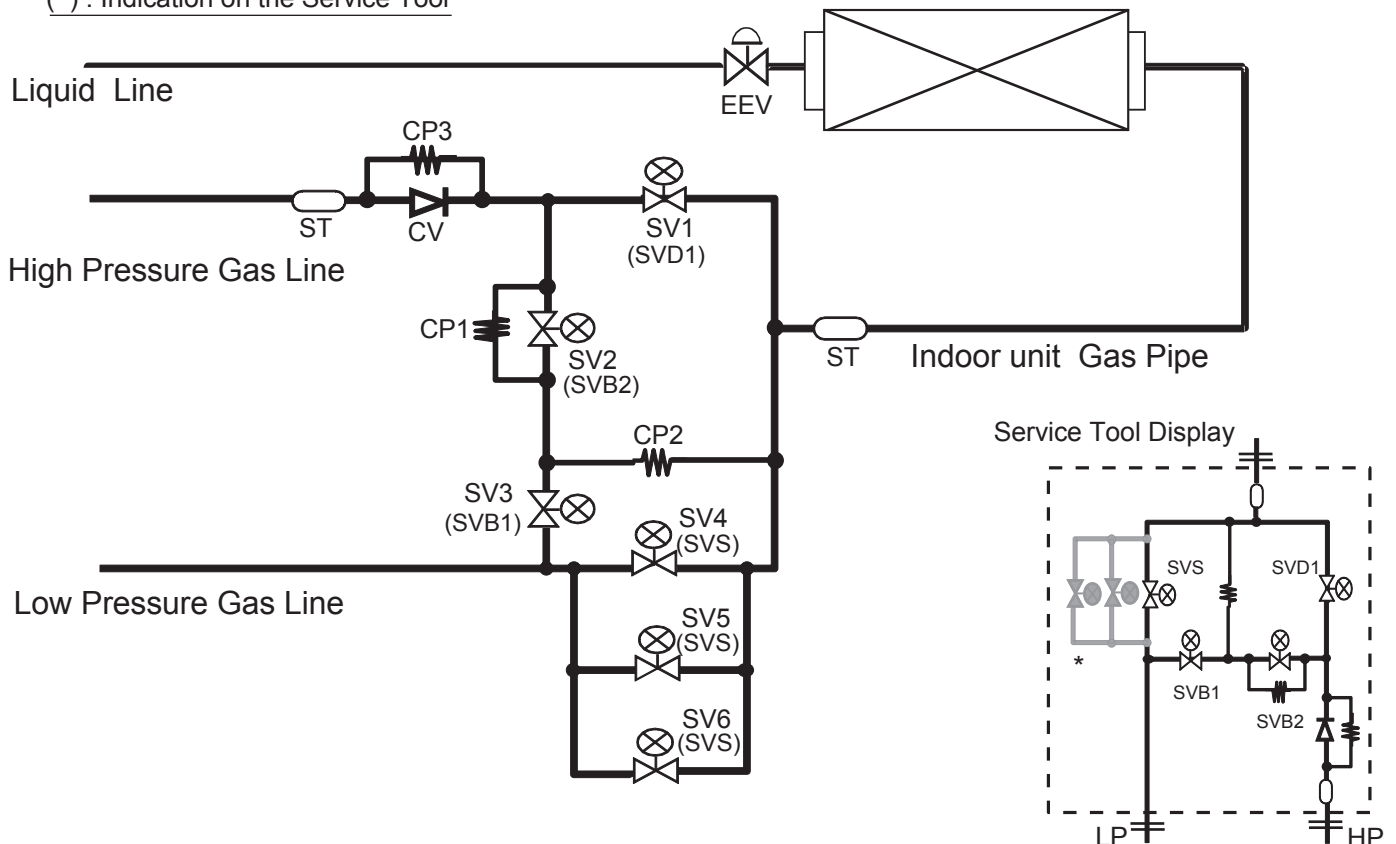 ( ) : Indication on the Service Tool
Liquid Line
EEV
CP3
ST
CV
SV1
(SVD1)
High Pressure Gas Line
CP1
SV2
(SVB2)
ST
Indoor unit Gas Pipe
CP2
SV3
(SVB1)
SV4
(SVS)
Low Pressure Gas Line
SV5
(SVS)
SV6
(SVS)
Service Tool Display
SVS
SVD1
*
SVB1
SVB2
LP
HP